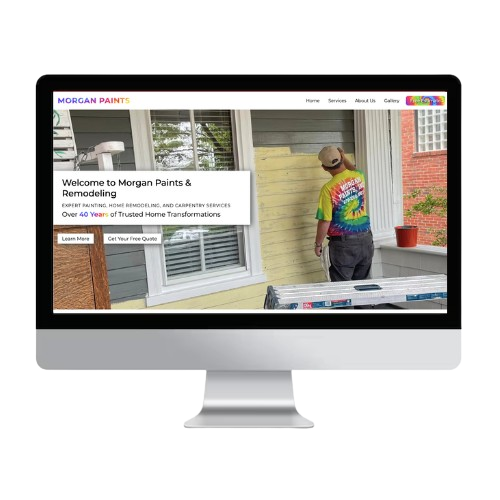 MORGAN PAINTS
Home Services About Us Gallery
Welcome to Morgan Paints &
Remodeling
EXPERT PAINTING, HOME REMODELING, AND CARPENTRY SERVICES
Over 40 Years of Trusted Home Transformations
Learn More Get Your Free Quote
MORGAN
PAINTS